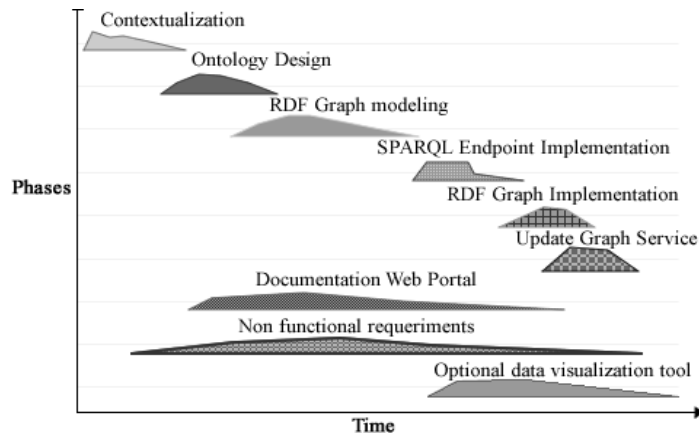 Contextualization
Ontology Design
RDF Graph modeling
SPARQL Endpoint Implementation
Phases
RDF Graph Implementation
Update Graph Service
Documentation Web Portal
Non functional requeriments
Optional data visualization tool
Time